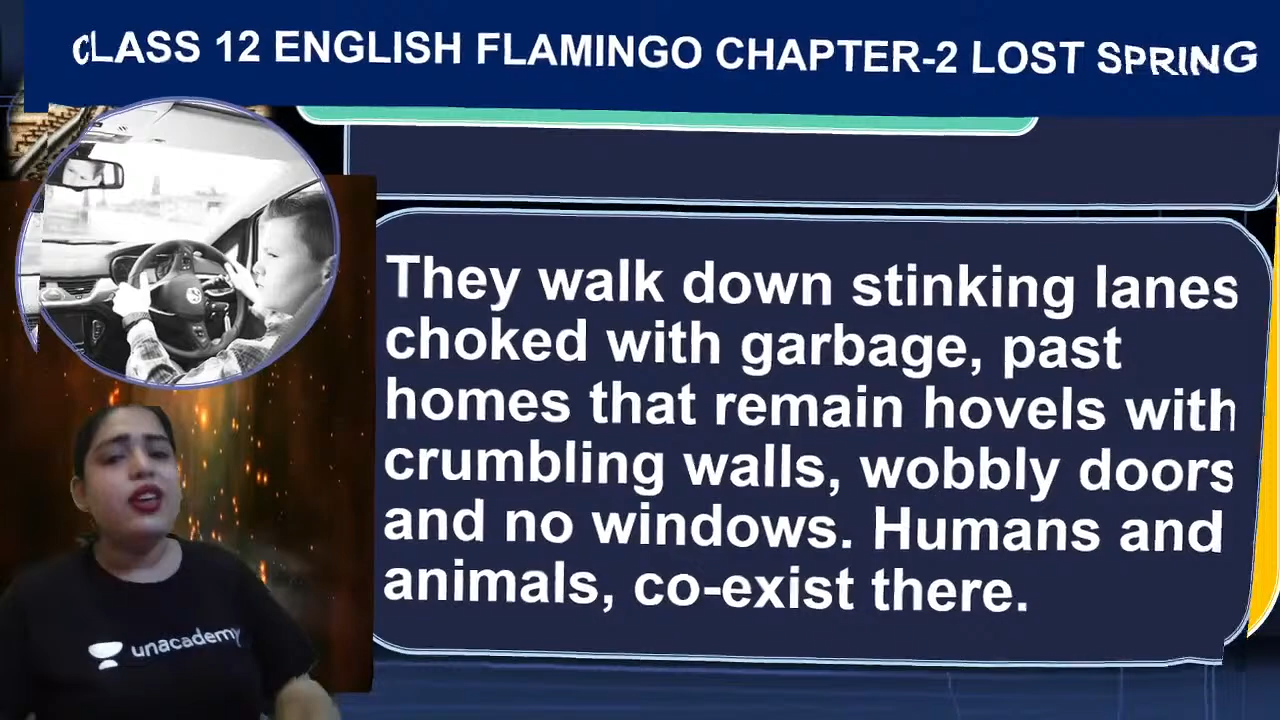 CLASS 12 ENGLISH FLAMINGO CHAPTER-2 LOST SPRING
They walk down stinking lanes
choked with garbage, past
homes that remain hovels with
crumbling walls, wobbly doors
and no windows. Humans and
animals, co-exist there.
unacademy